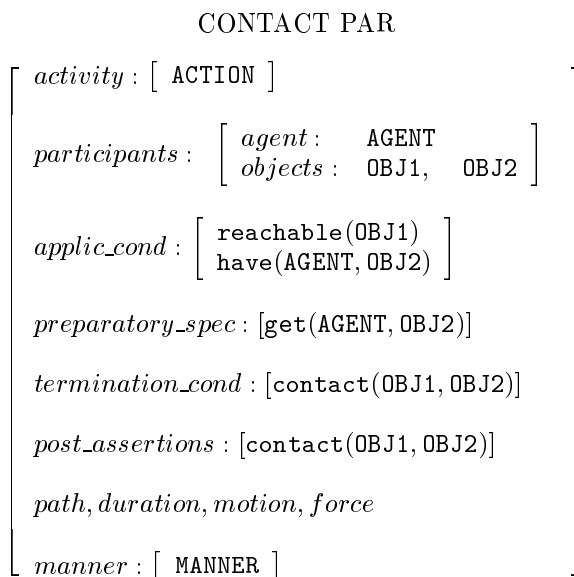 CONTACT PAR
activity : [ ACTION ]
participants : [ agent : AGENT
objects : OBJ1, OBJ2 ]
applic_cond : [ reachable(OBJ1)
have(AGENT, OBJ2) ]
preparatory_spec : [get(AGENT, OBJ2)]
termination_cond : [contact(OBJ1, OBJ2)]
post_assertions : [contact(OBJ1, OBJ2)]
path, duration, motion, force
manner : [ MANNER ]